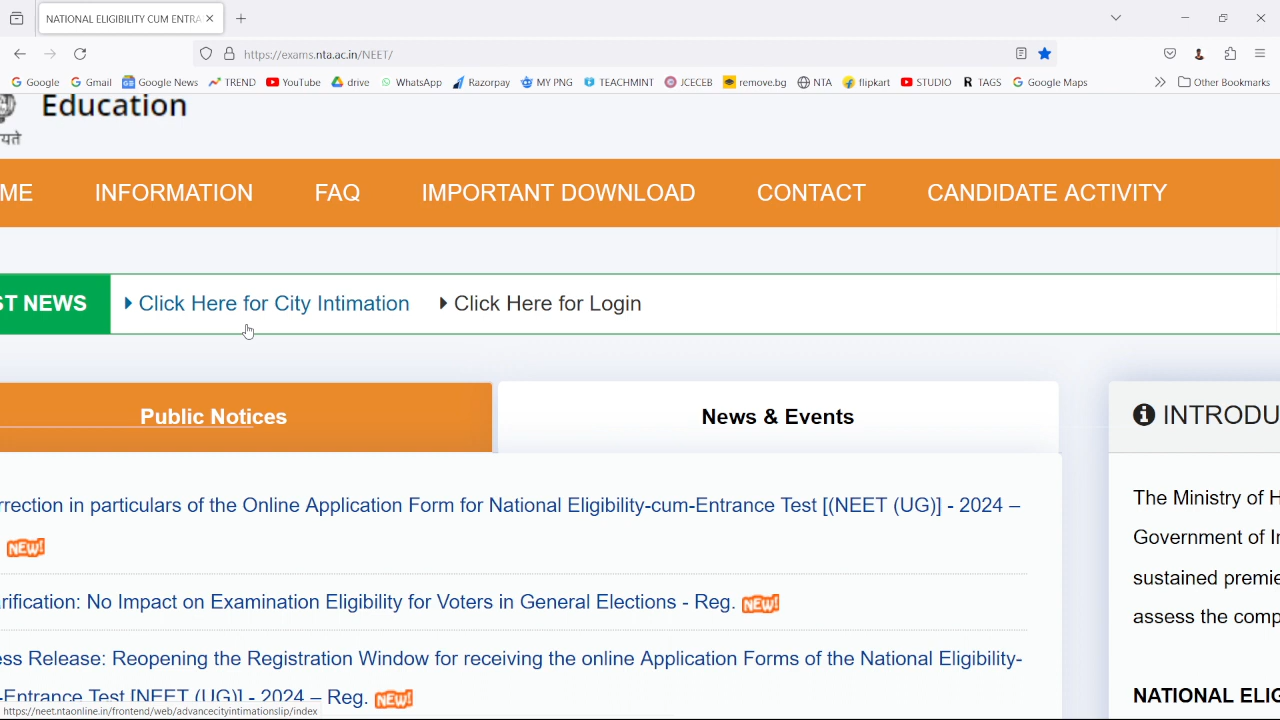 NATIONAL ELIGIBILITY CUM ENTRA
https://exams.nta.ac.in/NEET/
Google Gmail Google News TREND YouTube drive WhatsApp Razorpay MY PNG TEACHMINT JCECEB remove.bg NTA flipkart STUDIO TAGS Google Maps Other Bookmarks
Education
यते
ME INFORMATION FAQ IMPORTANT DOWNLOAD CONTACT CANDIDATE ACTIVITY
ST NEWS Click Here for City Intimation Click Here for Login
Public Notices News & Events
INTRODU
rrection in particulars of the Online Application Form for National Eligibility-cum-Entrance Test [(NEET (UG)] - 2024 –
The Ministry of H
NEW!
Government of I
sustained premie
rification: No Impact on Examination Eligibility for Voters in General Elections - Reg. NEW!
assess the comp
ess Release: Reopening the Registration Window for receiving the online Application Forms of the National Eligibility-
-Entrance Test [NEET (UG)] - 2024 – Reg. NEW!
NATIONAL ELIG
https://neet.ntaonline.in/frontend/web/advancecityintimationslip/index